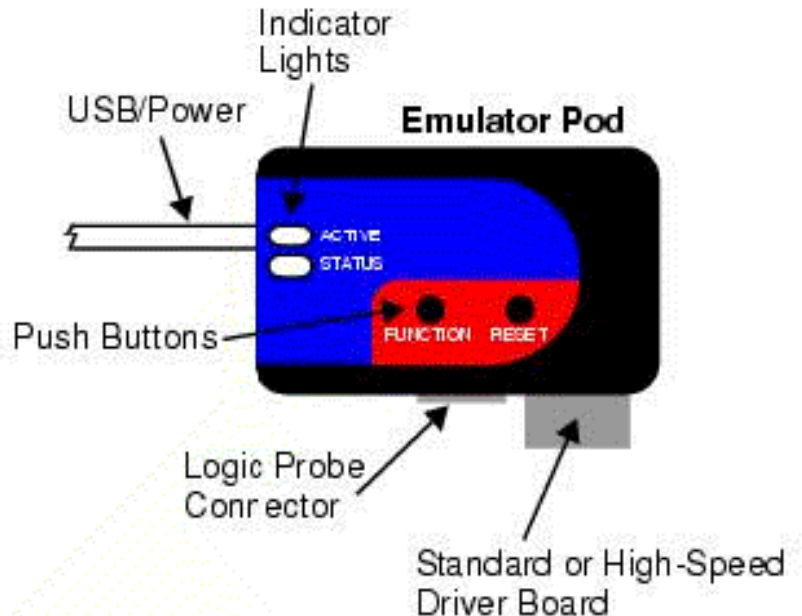 Indicator
Lights
USB/Power
Emulator Pod
ACTIVE
STATUS
Push Buttons
FUNCTION RESET
Logic Probe
Connector
Standard or High-Speed
Driver Board